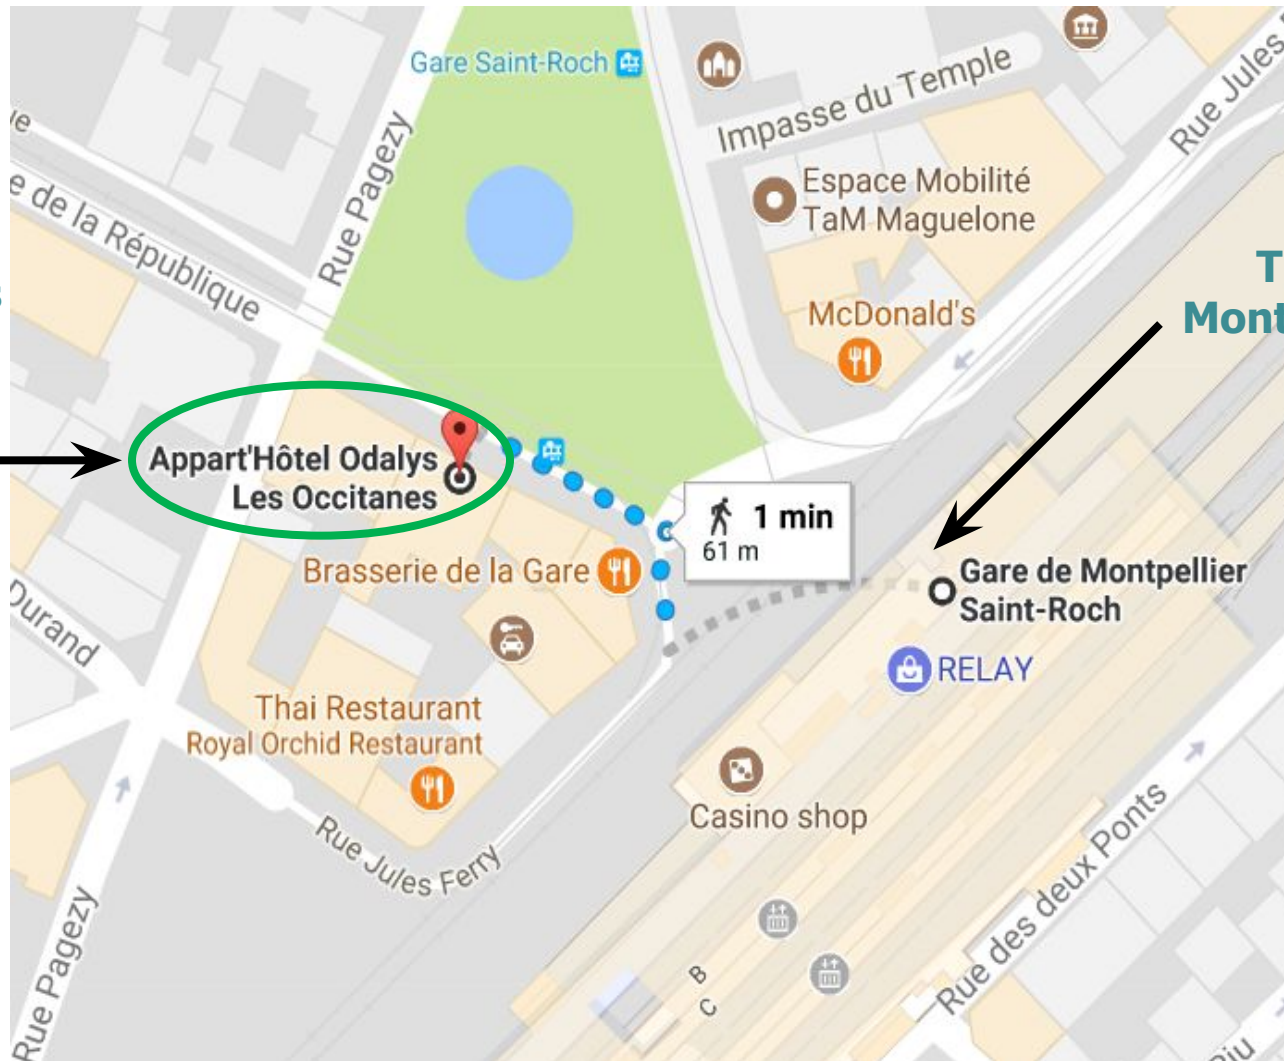 Gare Saint-Roch
Impasse du Temple
Rue Jules
Rue Pagezy
e de la République
Espace Mobilité
TaM Maguelone
McDonald's
T
Mont
s
Appart'Hôtel Odalys
Les Occitanes
1 min
61 m
Brasserie de la Gare
Gare de Montpellier
Saint-Roch
RELAY
Durand
Thai Restaurant
Royal Orchid Restaurant
Casino shop
Rue Jules Ferry
Rue des deux Ponts
Rue Pagezy
B
C